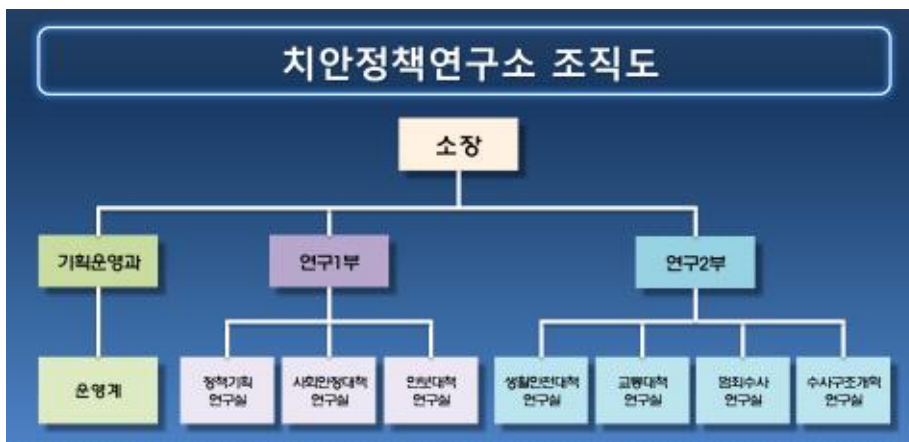 치안정책연구소 조직도
소장
기획운영과
연구1부
연구2부
운영계
정책기획
연구실
사회안정대책
연구실
안보대책
연구실
생활안전대책
연구실
교통대책
연구실
범죄수사
연구실
수사구조개혁
연구실